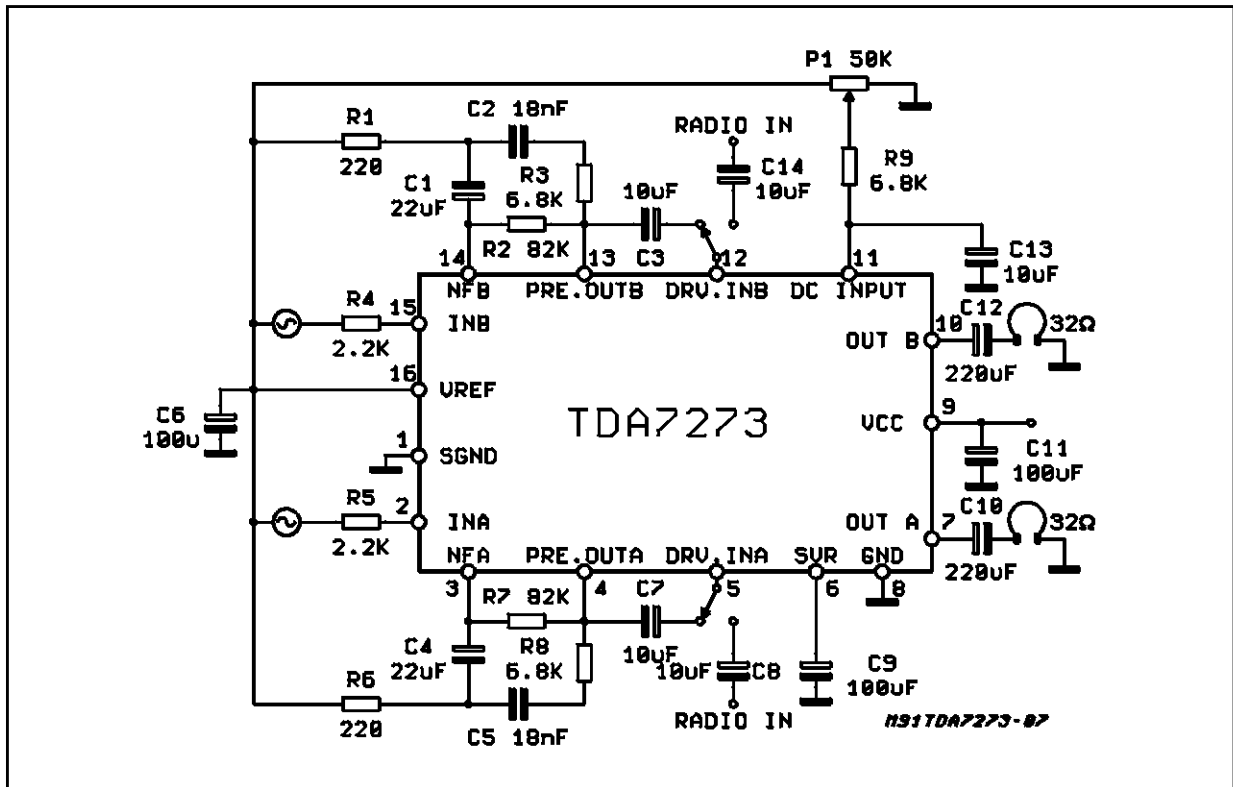 P1 50K
C2 18nF
R1
220
RADIO IN
C1
22uF
R3
6.8K
10uF
C14
10uF
R9
6.8K
R2 82K
C3
C13
10uF
14
13
12
11
NFB
PRE.OUTB
DRV.INB
DC INPUT
R4
2.2K
15
INB
C12
10
32Ω
OUT B
220uF
16
VREF
C6
100u
TDA7273
9
VCC
1
SGND
C11
100uF
R5
2.2K
2
INA
C10
OUT A
7
32Ω
220uF
NFA
PRE.OUTA
DRV.INA
SVR
GND
3
4
5
6
8
R7 82K
C7
C4
22uF
R8
6.8K
10uF
10uF
C8
C9
100uF
R6
220
C5 18nF
RADIO IN
M91TDA7273-07